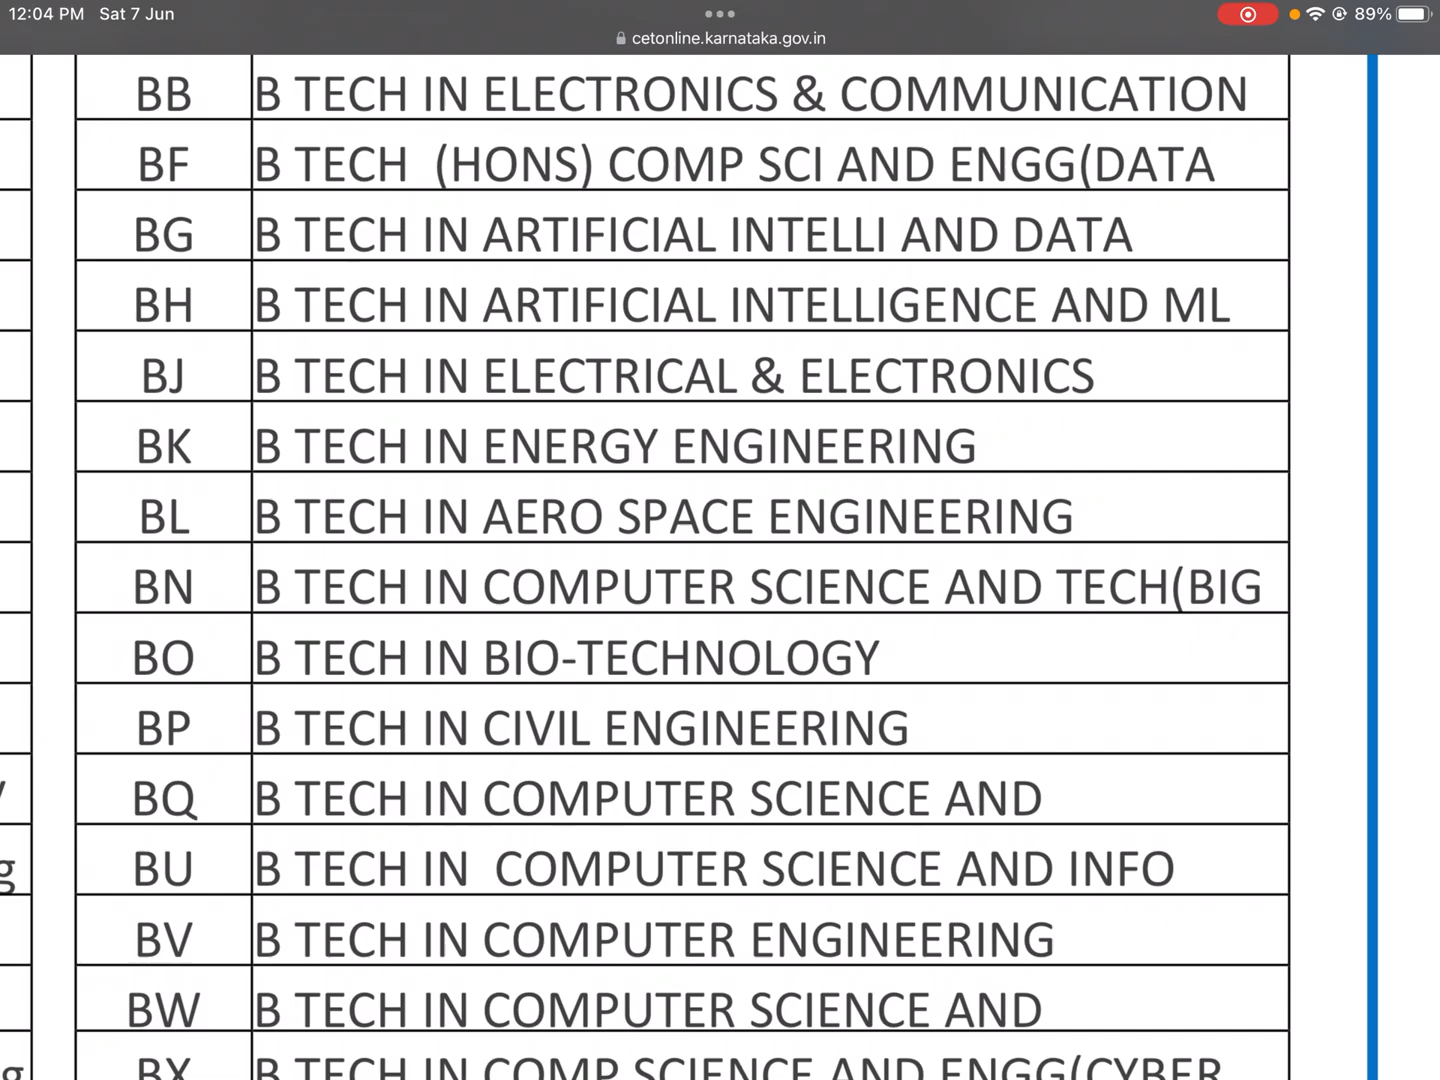 12:04 PM Sat 7 Jun
89%
cetonline.karnataka.gov.in
BB B TECH IN ELECTRONICS & COMMUNICATION
BF B TECH (HONS) COMP SCI AND ENGG(DATA
BG B TECH IN ARTIFICIAL INTELLI AND DATA
BH B TECH IN ARTIFICIAL INTELLIGENCE AND ML
BJ B TECH IN ELECTRICAL & ELECTRONICS
BK B TECH IN ENERGY ENGINEERING
BL B TECH IN AERO SPACE ENGINEERING
BN B TECH IN COMPUTER SCIENCE AND TECH(BIG
BO B TECH IN BIO-TECHNOLOGY
BP B TECH IN CIVIL ENGINEERING
BQ B TECH IN COMPUTER SCIENCE AND
g BU B TECH IN COMPUTER SCIENCE AND INFO
BV B TECH IN COMPUTER ENGINEERING
BW B TECH IN COMPUTER SCIENCE AND
g BX B TECH IN COMP SCIENCE AND ENGG(CYBER